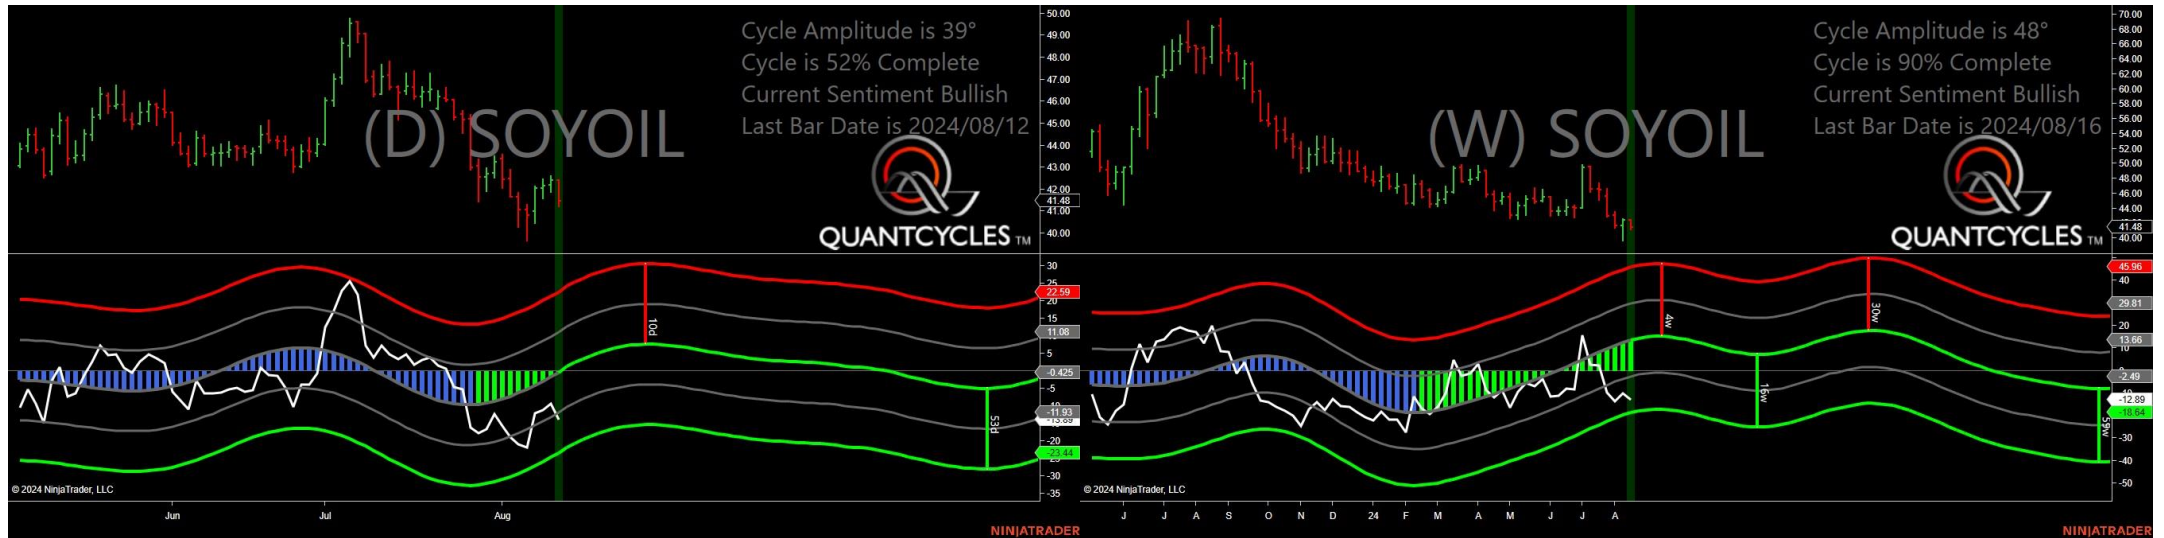 Cycle Amplitude is 39°
Cycle is 52% Complete
Current Sentiment Bullish
Last Bar Date is 2024/08/12
(D) SOYOIL
QUANTCYCLES TM
50.00
49.00
48.00
47.00
46.00
45.00
44.00
43.00
42.00
41.48
41.00
40.00
30
25
22.59
20
15
11.08
5
-0.425
-5
-11.93
-13.89
-20
-23.44
-30
-35
10d
53d
© 2024 NinjaTrader, LLC
Jun
Jul
Aug
NINJATRADER
Cycle Amplitude is 48°
Cycle is 90% Complete
Current Sentiment Bullish
Last Bar Date is 2024/08/16
(W) SOYOIL
QUANTCYCLES TM
70.00
68.00
66.00
64.00
62.00
60.00
58.00
56.00
54.00
52.00
50.00
48.00
46.00
44.00
41.48
40.00
45.96
40
29.81
20
13.66
-2.49
-12.89
-18.64
-30
-40
-50
4w
16w
30w
59w
© 2024 NinjaTrader, LLC
J
J
A
S
O
N
D
24
F
M
A
M
J
J
A
NINJATRADER